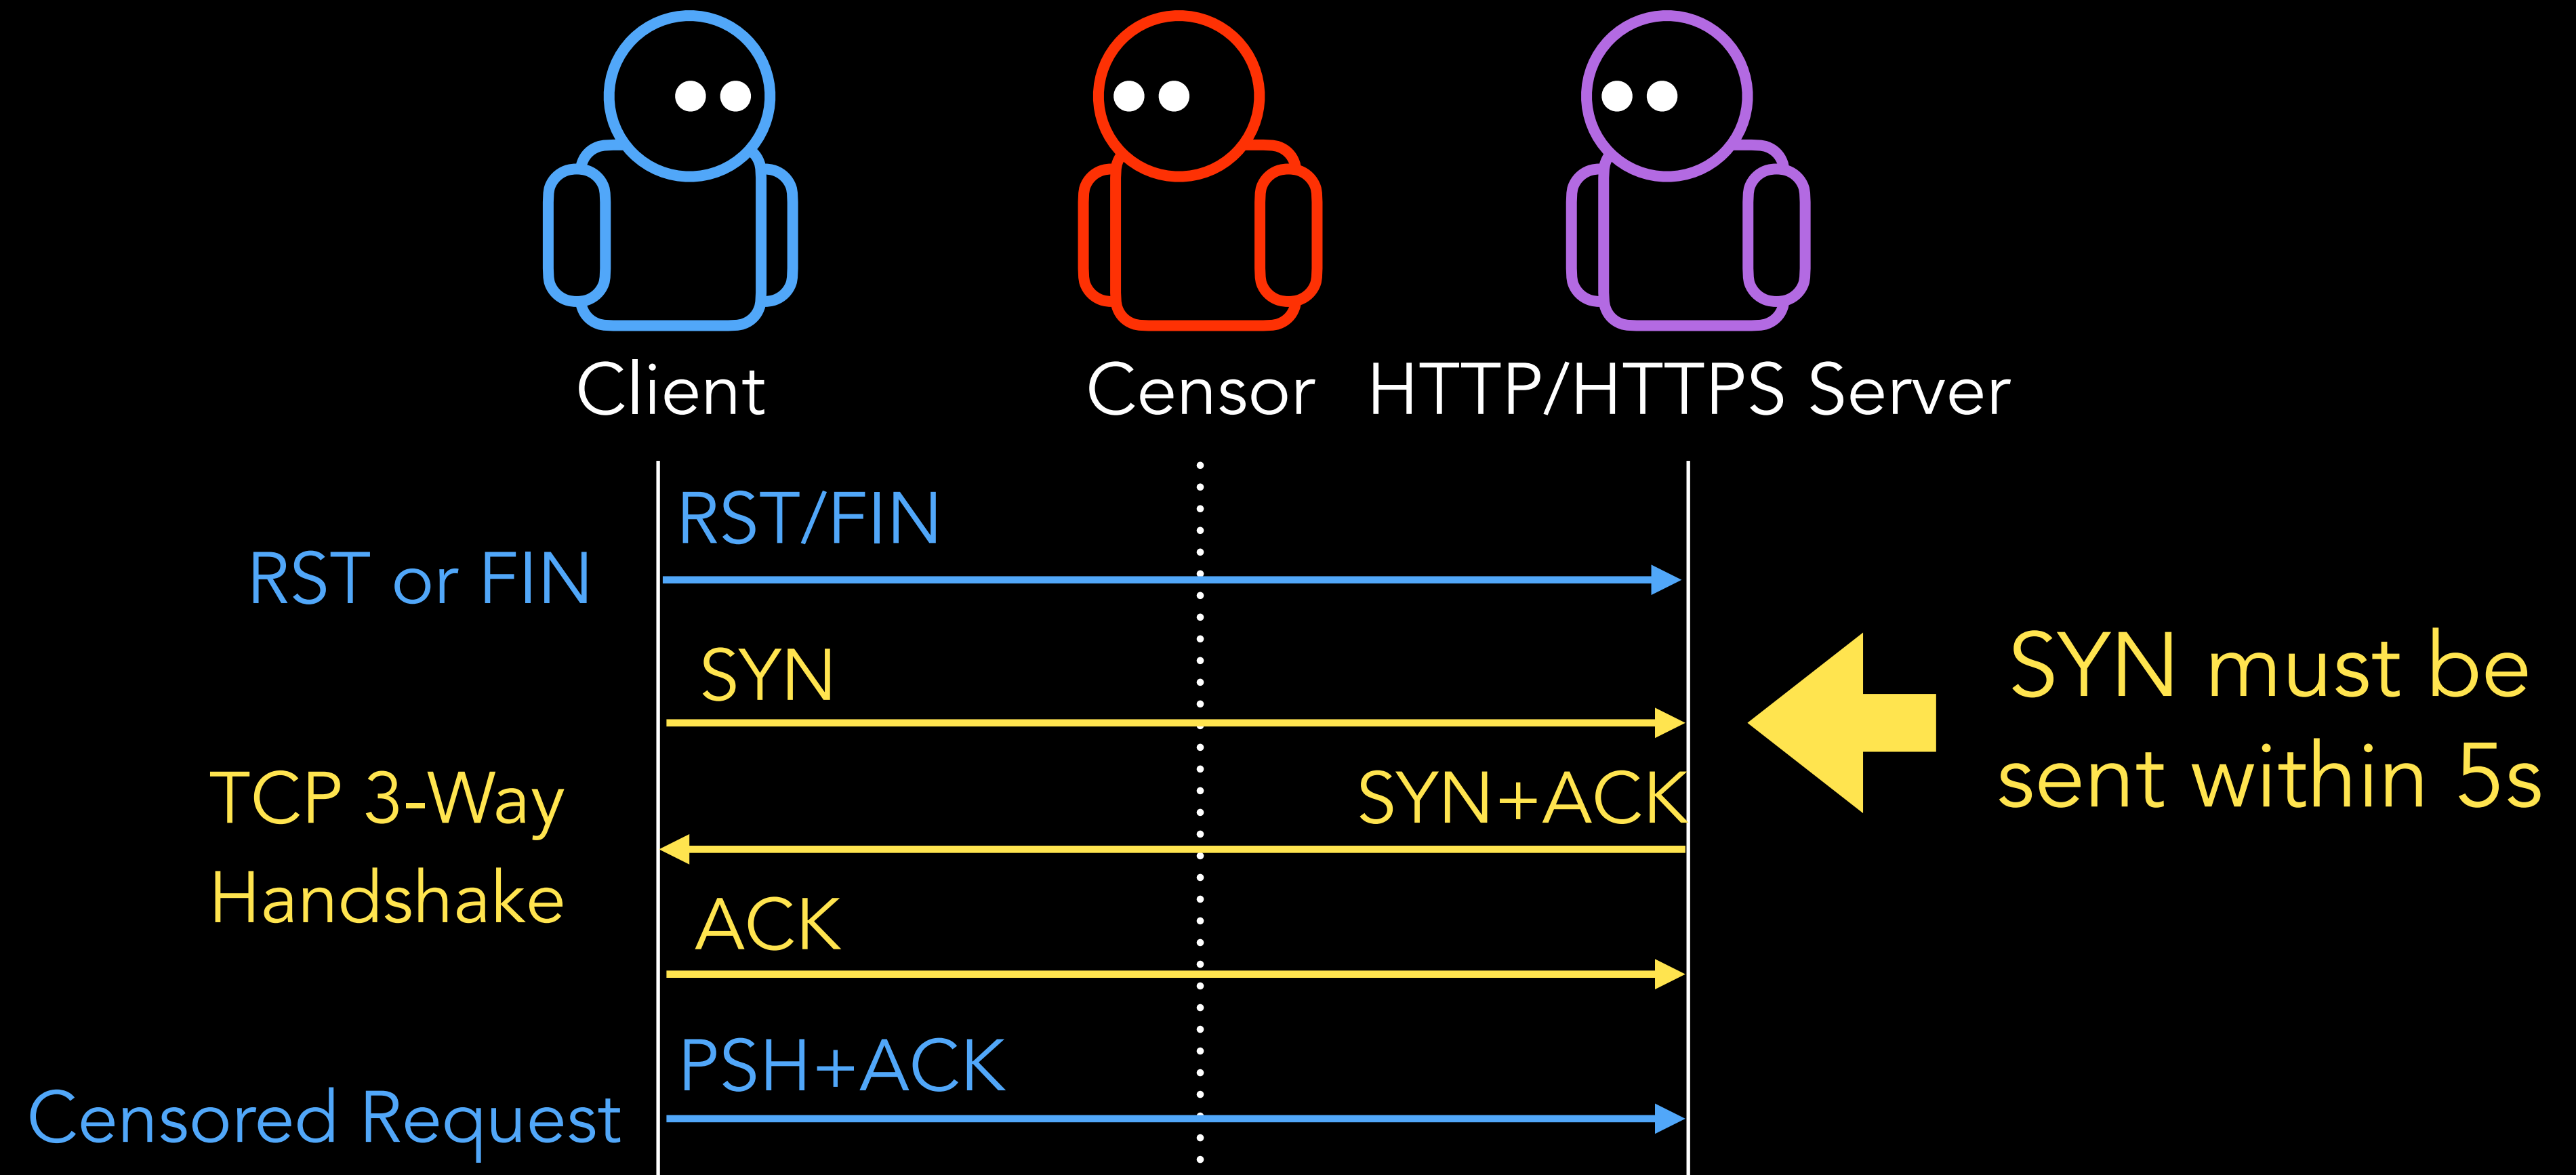 Client
Censor
HTTP/HTTPS Server
RST/FIN
RST or FIN
SYN
SYN must be
sent within 5s
TCP 3-Way
Handshake
SYN+ACK
ACK
PSH+ACK
Censored Request